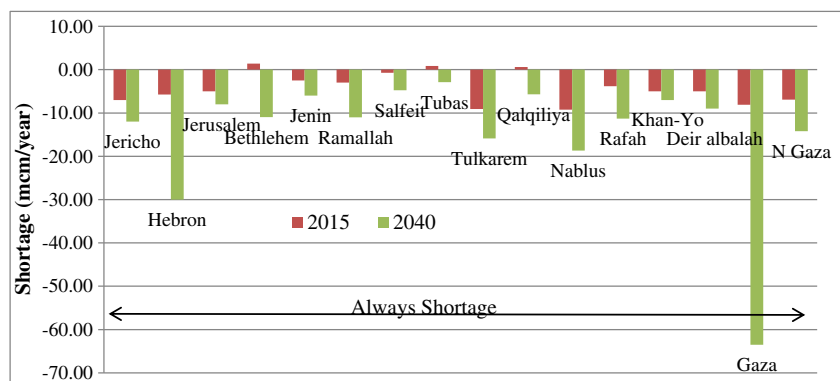 Shortage (mcm/year)
10.00
0.00
-10.00
-20.00
-30.00
-40.00
-50.00
-60.00
-70.00
Jericho
Hebron
Jerusalem
Bethlehem
Jenin
Ramallah
Salfeit
Tubas
Tulkarem
Qalqiliya
Nablus
Rafah
Khan-Yo
Deir albalah
Gaza
N Gaza
2015
2040
Always Shortage